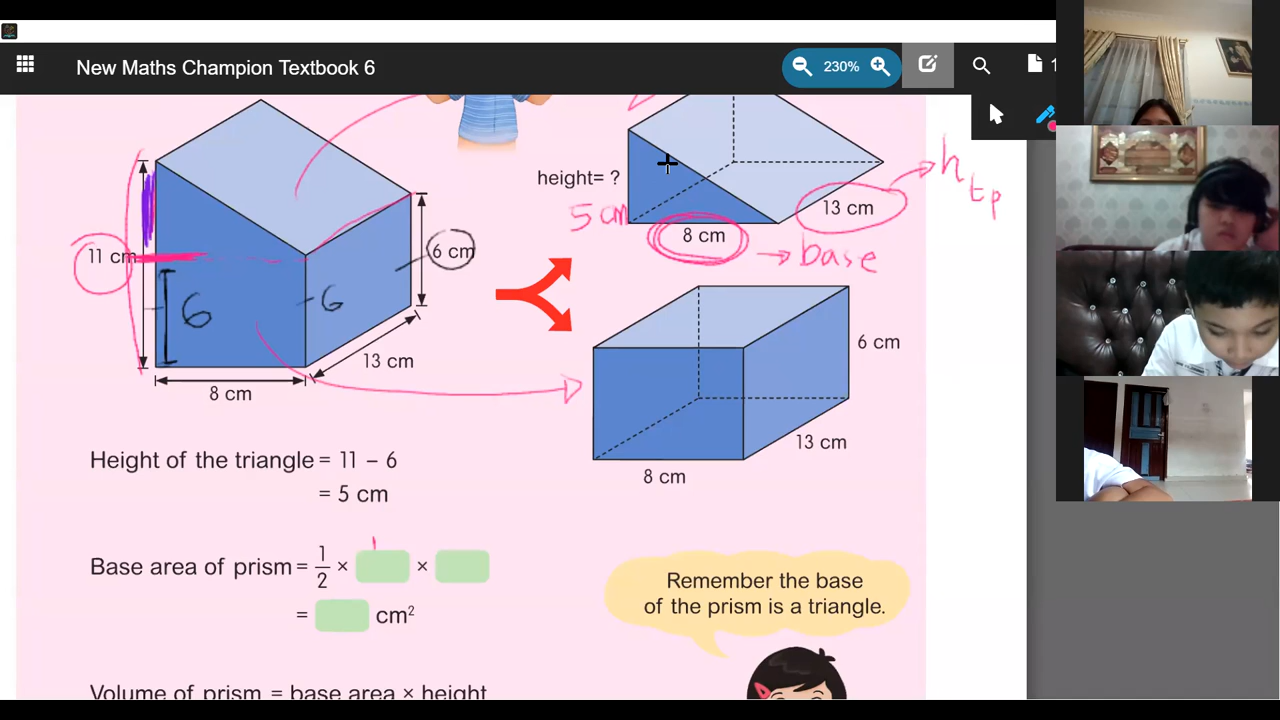 New Maths Champion Textbook 6
230%
1
height= ?
5 cm
8 cm
13 cm
h
tp
→ base
11 cm
6
6
6 cm
13 cm
8 cm
6 cm
13 cm
8 cm
Height of the triangle = 11 – 6
= 5 cm
Base area of prism = 1/2 × ×
= cm²
Remember the base
of the prism is a triangle.
Volume of prism = base area × height